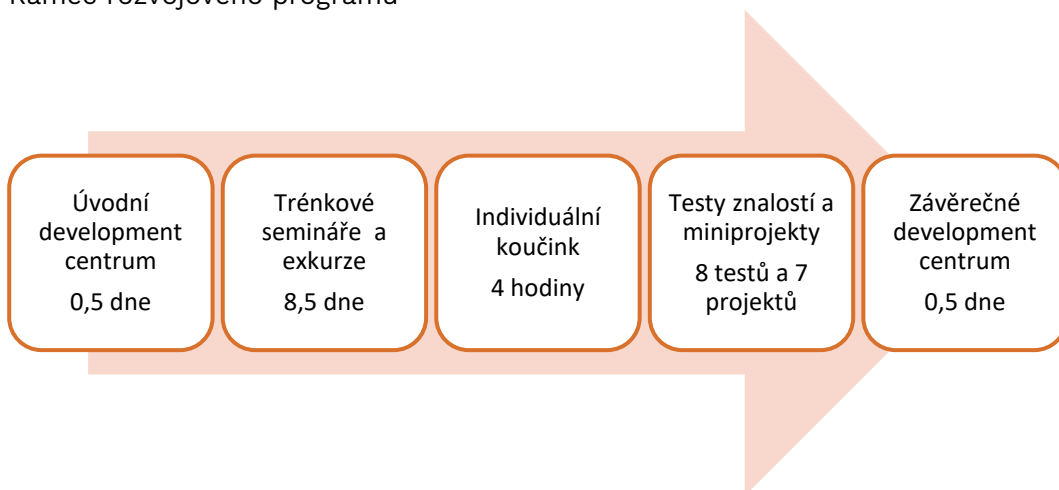 Rámec rozvojového programu
Úvodní
development
centrum
0,5 dne
Trénkové
semináře a
exkurze
8,5 dne
Individuální
koučink
4 hodiny
Testy znalostí a
miniprojekty
8 testů a 7
projektů
Závěrečné
development
centrum
0,5 dne